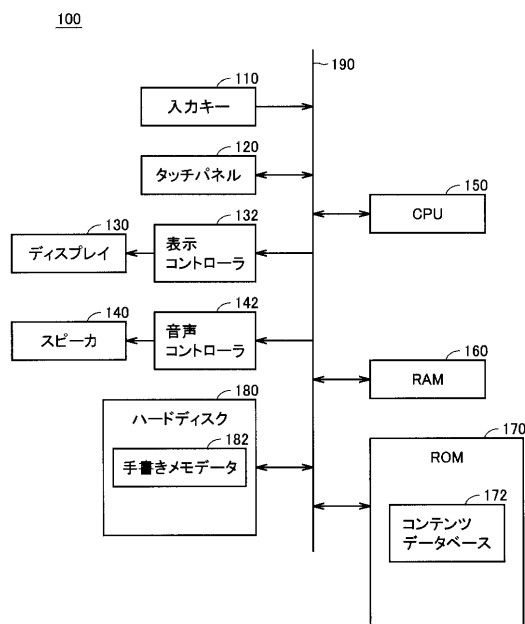 100
190
110
入力キー
120
タッチパネル
150
CPU
130
ディスプレイ
132
表示
コントローラ
140
スピーカ
142
音声
コントローラ
160
RAM
180
ハードディスク
182
手書きメモデータ
170
ROM
172
コンテンツ
データベース